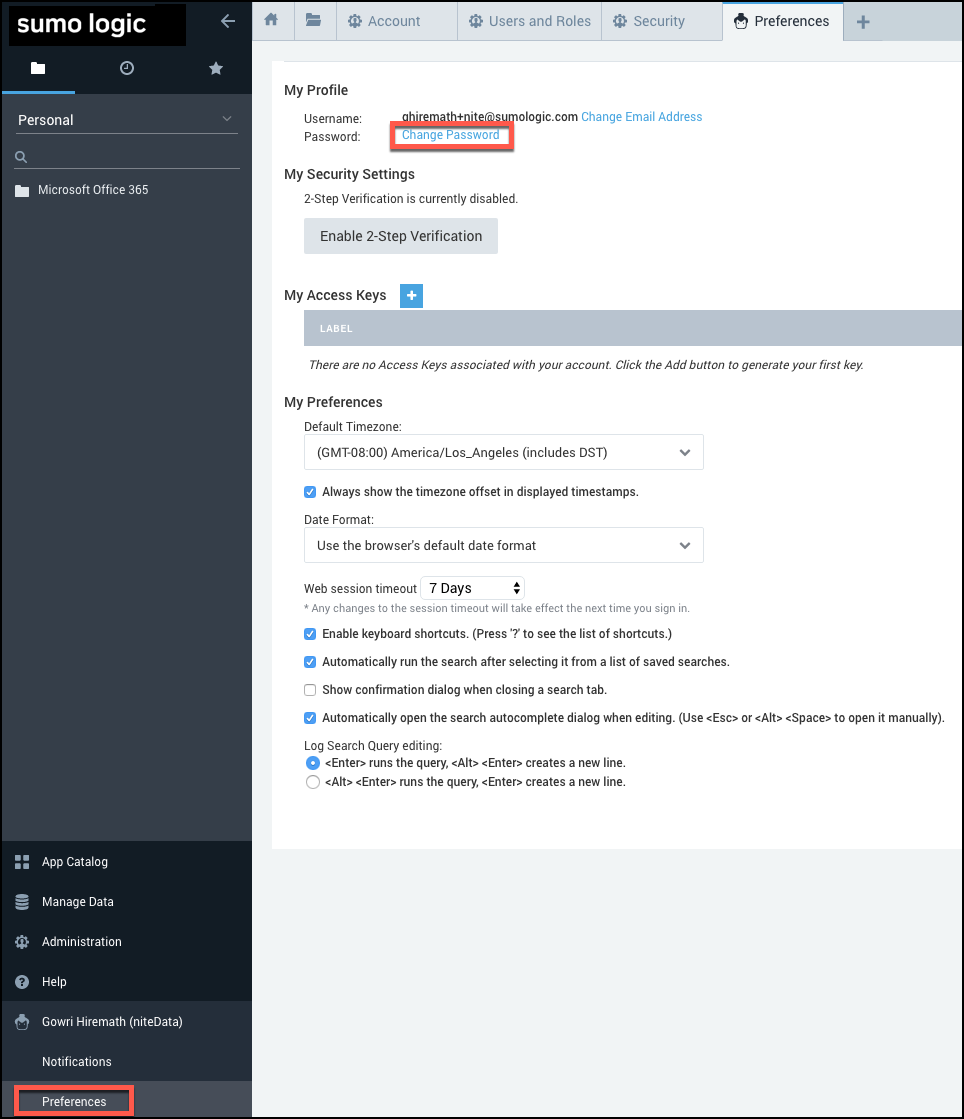 sumo logic
Account
Users and Roles
Security
Preferences
Personal
Microsoft Office 365
My Profile
Username: ghiremath+nite@sumologic.com Change Email Address
Password: Change Password
My Security Settings
2-Step Verification is currently disabled.
Enable 2-Step Verification
My Access Keys
LABEL
There are no Access Keys associated with your account. Click the Add button to generate your first key.
My Preferences
Default Timezone:
(GMT-08:00) America/Los_Angeles (includes DST)
Always show the timezone offset in displayed timestamps.
Date Format:
Use the browser's default date format
Web session timeout 7 Days
* Any changes to the session timeout will take effect the next time you sign in.
Enable keyboard shortcuts. (Press '?' to see the list of shortcuts.)
Automatically run the search after selecting it from a list of saved searches.
Show confirmation dialog when closing a search tab.
Automatically open the search autocomplete dialog when editing. (Use <Esc> or <Alt> <Space> to open it manually).
Log Search Query editing:
<Enter> runs the query, <Alt> <Enter> creates a new line.
<Alt> <Enter> runs the query, <Enter> creates a new line.
App Catalog
Manage Data
Administration
Help
Gowri Hiremath (niteData)
Notifications
Preferences